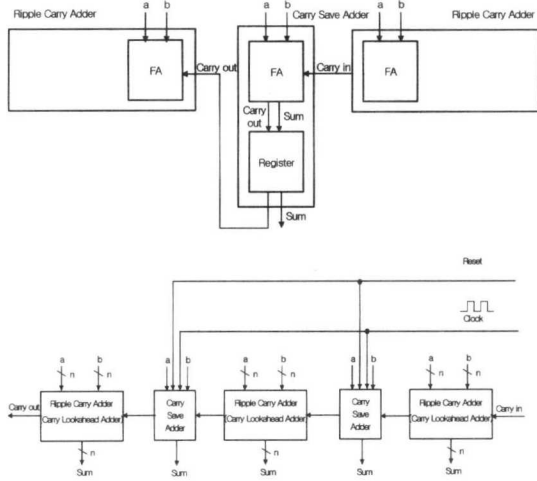 Ripple Carry Adder
a b
a b
Carry Save Adder
a b
Ripple Carry Adder
FA
Carry out
FA
Carry in
FA
Carry
out
Sum
Register
Sum
Reset
Clock
a n b n
a b
a n b n
a b
a n b n
Carry out
Ripple Carry Adder
(Carry Lookahead Adder)
Carry
Save
Adder
Ripple Carry Adder
(Carry Lookahead Adder)
Carry
Save
Adder
Ripple Carry Adder
(Carry Lookahead Adder)
Carry in
n
n
n
Sum
Sum
Sum
Sum
Sum